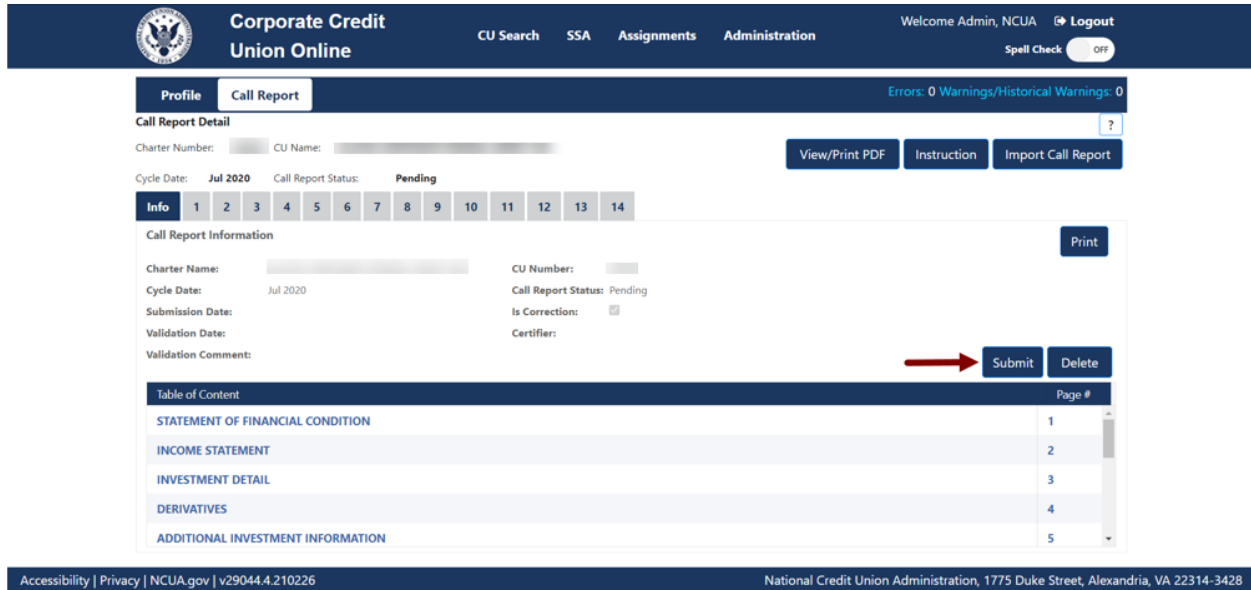 Corporate Credit Union Online
CU Search SSA Assignments Administration
Welcome Admin, NCUA Logout
Spell Check OFF
Profile Call Report
Errors: 0 Warnings/Historical Warnings: 0
Call Report Detail
?
Charter Number: CU Name:
View/Print PDF Instruction Import Call Report
Cycle Date: Jul 2020 Call Report Status: Pending
Info 1 2 3 4 5 6 7 8 9 10 11 12 13 14
Call Report Information
Print
Charter Name: CU Number:
Cycle Date: Jul 2020 Call Report Status: Pending
Submission Date: Is Correction:
Validation Date: Certifier:
Validation Comment:
Submit Delete
Table of Content Page #
STATEMENT OF FINANCIAL CONDITION 1
INCOME STATEMENT 2
INVESTMENT DETAIL 3
DERIVATIVES 4
ADDITIONAL INVESTMENT INFORMATION 5
Accessibility | Privacy | NCUA.gov | v29044.4.210226
National Credit Union Administration, 1775 Duke Street, Alexandria, VA 22314-3428